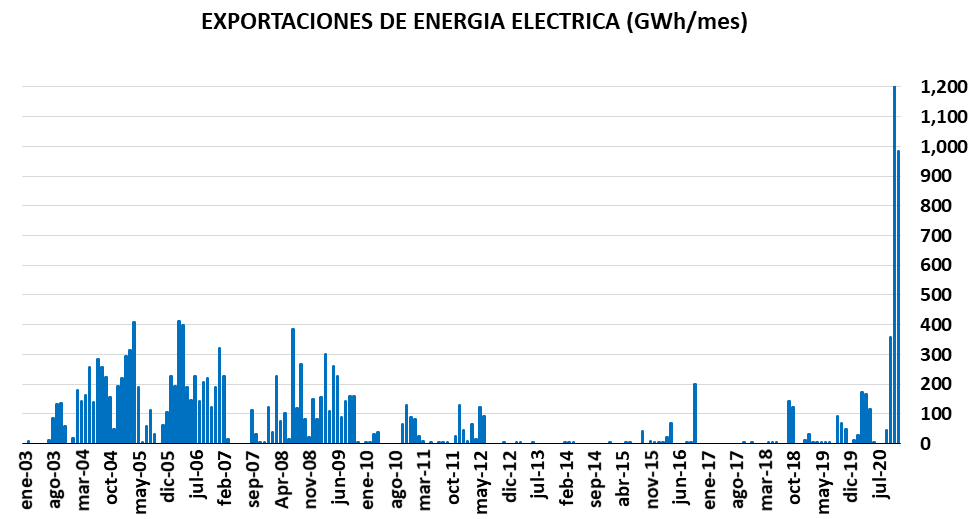 EXPORTACIONES DE ENERGIA ELECTRICA (GWh/mes)
1,200
1,100
1,000
900
800
700
600
500
400
300
200
100
0
ene-03
ago-03
mar-04
oct-04
may-05
dic-05
jul-06
feb-07
sep-07
Apr-08
nov-08
jun-09
ene-10
ago-10
mar-11
oct-11
may-12
dic-12
jul-13
feb-14
sep-14
abr-15
nov-15
jun-16
ene-17
ago-17
mar-18
oct-18
may-19
dic-19
jul-20